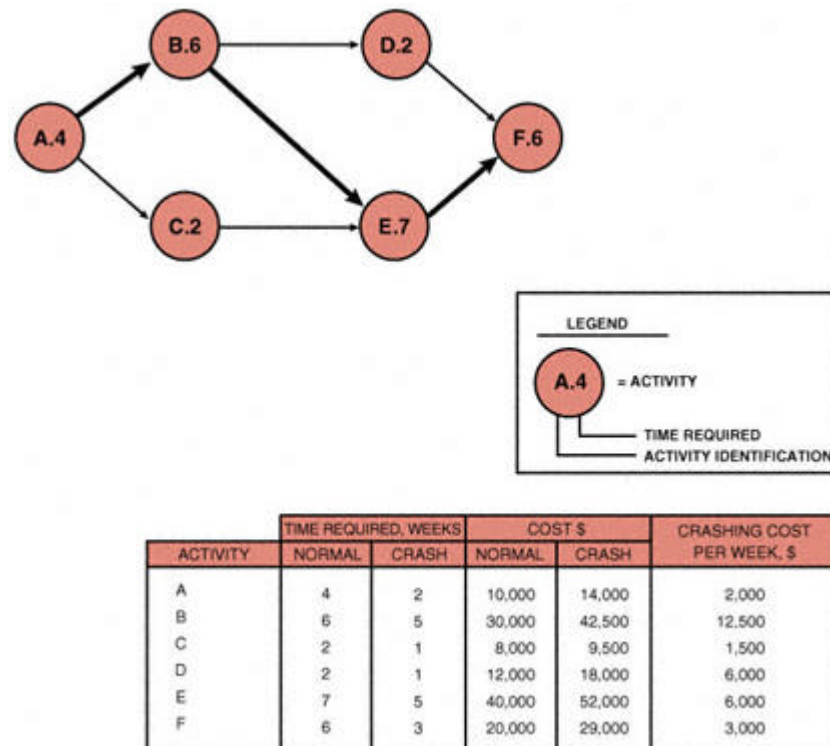 B.6
D.2
A.4
F.6
C.2
E.7
LEGEND
A.4
= ACTIVITY
TIME REQUIRED
ACTIVITY IDENTIFICATION
TIME REQUIRED, WEEKS COST $ CRASHING COST
ACTIVITY NORMAL CRASH NORMAL CRASH PER WEEK, $
A 4 2 10,000 14,000 2,000
B 6 5 30,000 42,500 12,500
C 2 1 8,000 9,500 1,500
D 2 1 12,000 18,000 6,000
E 7 5 40,000 52,000 6,000
F 6 3 20,000 29,000 3,000